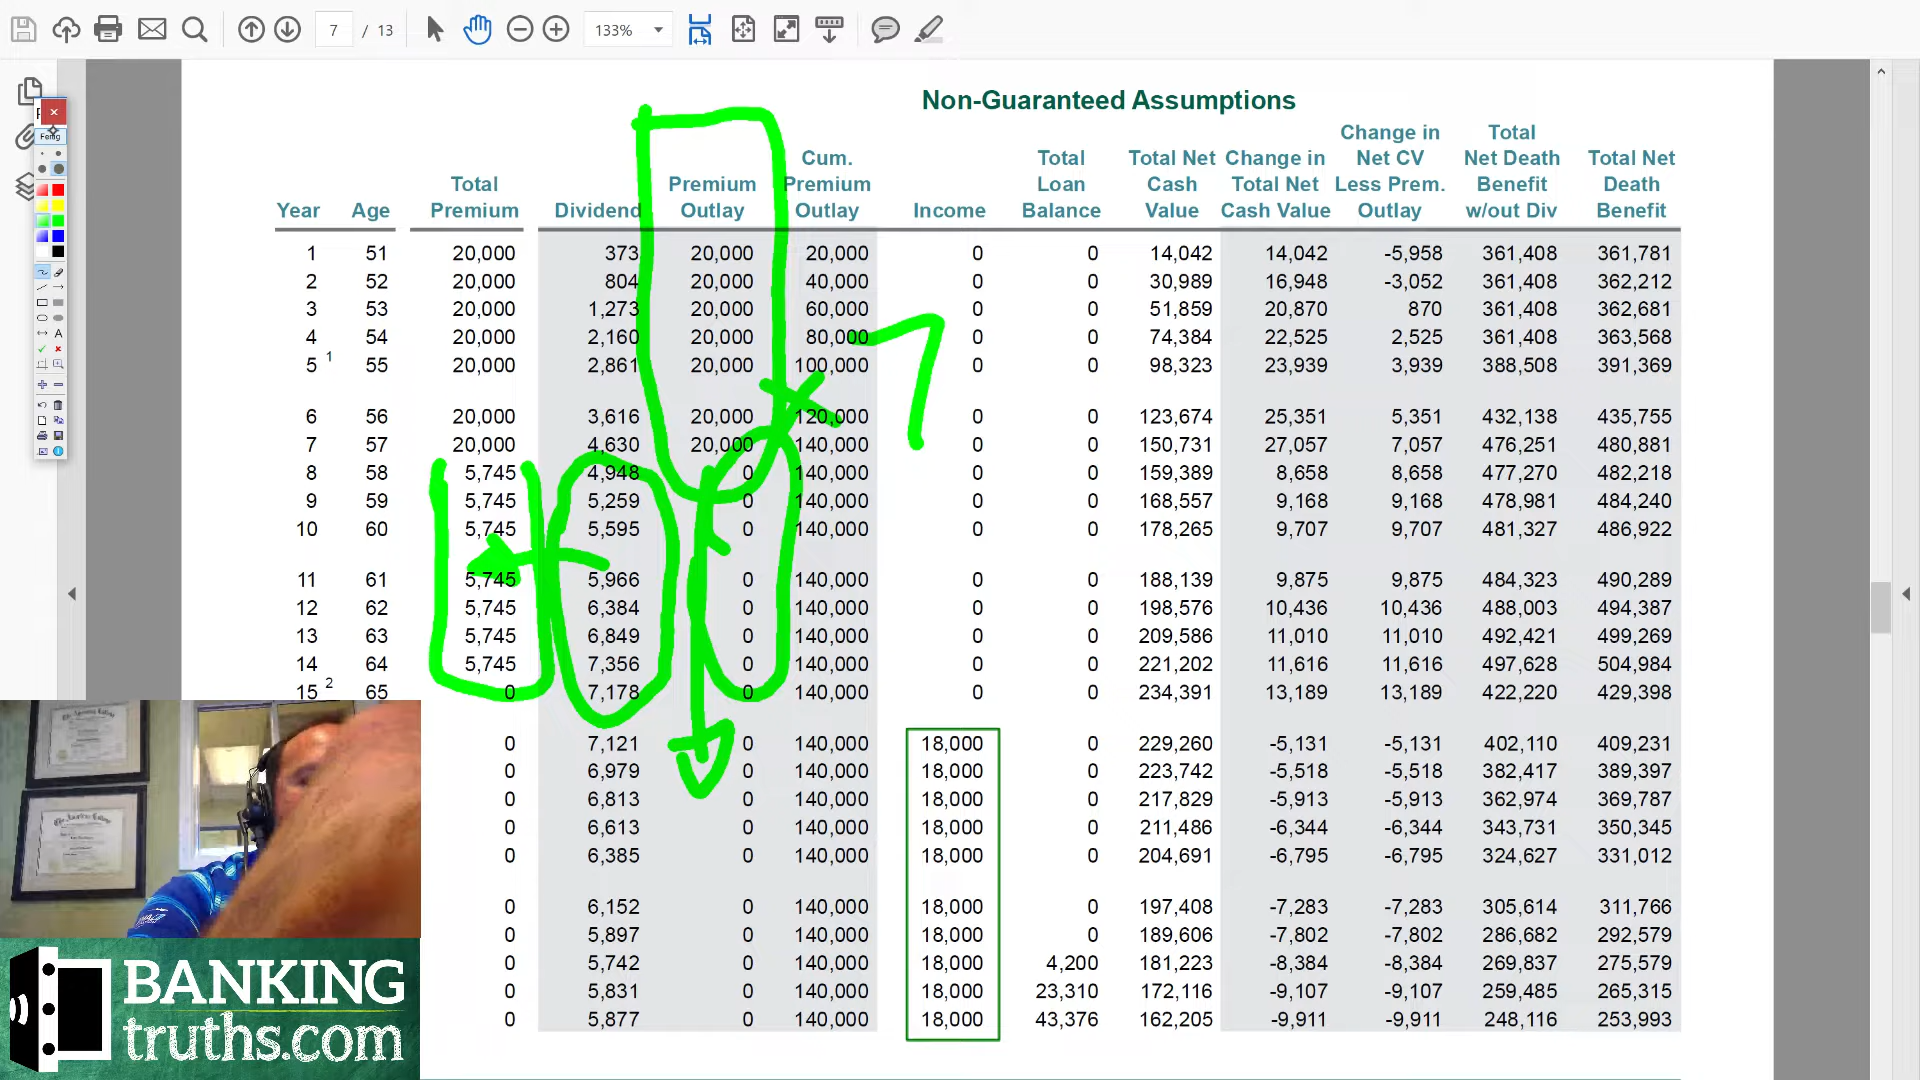 7 / 13 133%
Non-Guaranteed Assumptions
Year Age Total Premium Dividend Premium Outlay Cum. Premium Outlay Income Total Loan Balance Total Net Cash Value Change in Total Net Cash Value Change in Net CV Less Prem. Outlay Total Net Death Benefit w/out Div Total Net Death Benefit
1 51 20,000 373 20,000 20,000 0 0 14,042 14,042 -5,958 361,408 361,781
2 52 20,000 804 20,000 40,000 0 0 30,989 16,948 -3,052 361,408 362,212
3 53 20,000 1,273 20,000 60,000 0 0 51,859 20,870 870 361,408 362,681
4 54 20,000 2,160 20,000 80,000 0 0 74,384 22,525 2,525 361,408 363,568
5 1 55 20,000 2,861 20,000 100,000 0 0 98,323 23,939 3,939 388,508 391,369
6 56 20,000 3,616 20,000 120,000 0 0 123,674 25,351 5,351 432,138 435,755
7 57 20,000 4,630 20,000 140,000 0 0 150,731 27,057 7,057 476,251 480,881
8 58 5,745 4,948 0 140,000 0 0 159,389 8,658 8,658 477,270 482,218
9 59 5,745 5,259 0 140,000 0 0 168,557 9,168 9,168 478,981 484,240
10 60 5,745 5,595 0 140,000 0 0 178,265 9,707 9,707 481,327 486,922
11 61 5,745 5,966 0 140,000 0 0 188,139 9,875 9,875 484,323 490,289
12 62 5,745 6,384 0 140,000 0 0 198,576 10,436 10,436 488,003 494,387
13 63 5,745 6,849 0 140,000 0 0 209,586 11,010 11,010 492,421 499,269
14 64 5,745 7,356 0 140,000 0 0 221,202 11,616 11,616 497,628 504,984
15 2 65 0 7,178 0 140,000 0 0 234,391 13,189 13,189 422,220 429,398
0 7,121 0 140,000 18,000 0 229,260 -5,131 -5,131 402,110 409,231
0 6,979 0 140,000 18,000 0 223,742 -5,518 -5,518 382,417 389,397
0 6,813 0 140,000 18,000 0 217,829 -5,913 -5,913 362,974 369,787
0 6,613 0 140,000 18,000 0 211,486 -6,344 -6,344 343,731 350,345
0 6,385 0 140,000 18,000 0 204,691 -6,795 -6,795 324,627 331,012
0 6,152 0 140,000 18,000 0 197,408 -7,283 -7,283 305,614 311,766
0 5,897 0 140,000 18,000 0 189,606 -7,802 -7,802 286,682 292,579
0 5,742 0 140,000 18,000 4,200 181,223 -8,384 -8,384 269,837 275,579
0 5,831 0 140,000 18,000 23,310 172,116 -9,107 -9,107 259,485 265,315
0 5,877 0 140,000 18,000 43,376 162,205 -9,911 -9,911 248,116 253,993
BANKING
truths.com